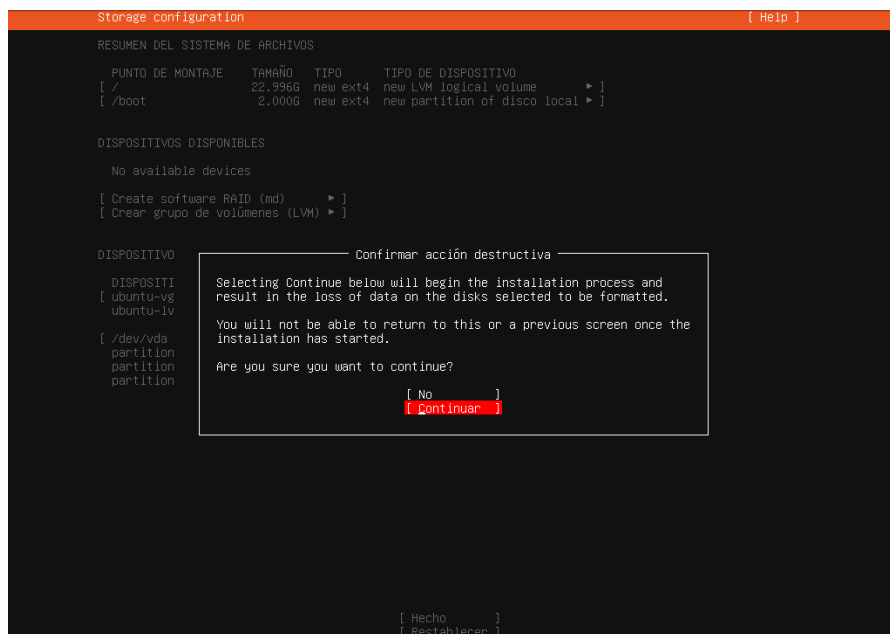 Storage configuration [ Help ]
RESUMEN DEL SISTEMA DE ARCHIVOS
PUNTO DE MONTAJE TAMAÑO TIPO TIPO DE DISPOSITIVO
[ / 22.996G new ext4 new LVM logical volume ▸ ]
[ /boot 2.000G new ext4 new partition of disco local ▸ ]
DISPOSITIVOS DISPONIBLES
No available devices
[ Create software RAID (md) ▸ ]
[ Crear grupo de volúmenes (LVM) ▸ ]
DISPOSITIVO
Confirmar acción destructiva
DISPOSITI
[ ubuntu-vg
ubuntu-lv
[ /dev/vda
partition
partition
partition
Selecting Continue below will begin the installation process and
result in the loss of data on the disks selected to be formatted.
You will not be able to return to this or a previous screen once the
installation has started.
Are you sure you want to continue?
[ No ]
[ Continuar ]
[ Hecho ]
[ Restablecer ]